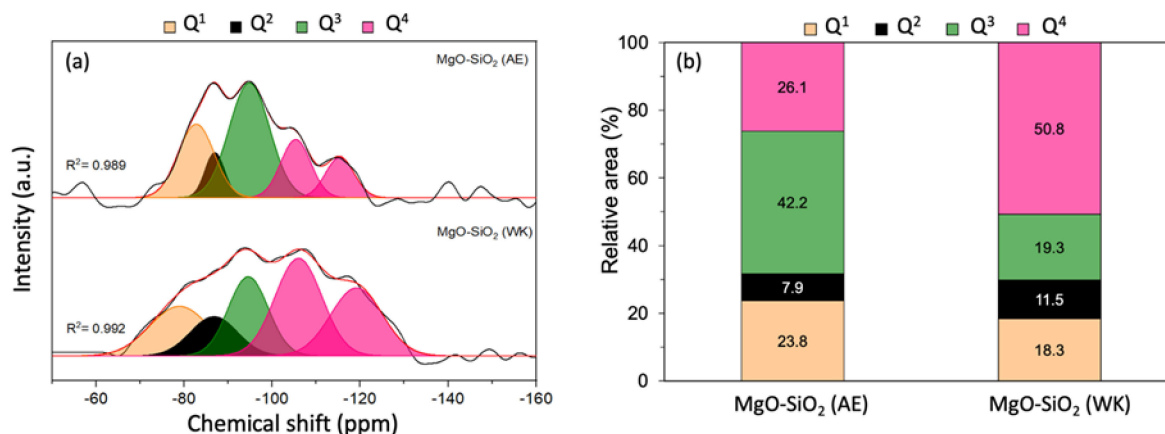 Q¹ Q² Q³ Q⁴
(a)
MgO-SiO₂ (AE)
R²= 0.989
MgO-SiO₂ (WK)
R²= 0.992
Intensity (a.u.)
-60 -80 -100 -120 -140 -160
Chemical shift (ppm)
Q¹ Q² Q³ Q⁴
(b)
100
80
60
40
20
0
Relative area (%)
26.1
42.2
7.9
23.8
50.8
19.3
11.5
18.3
MgO-SiO₂ (AE) MgO-SiO₂ (WK)